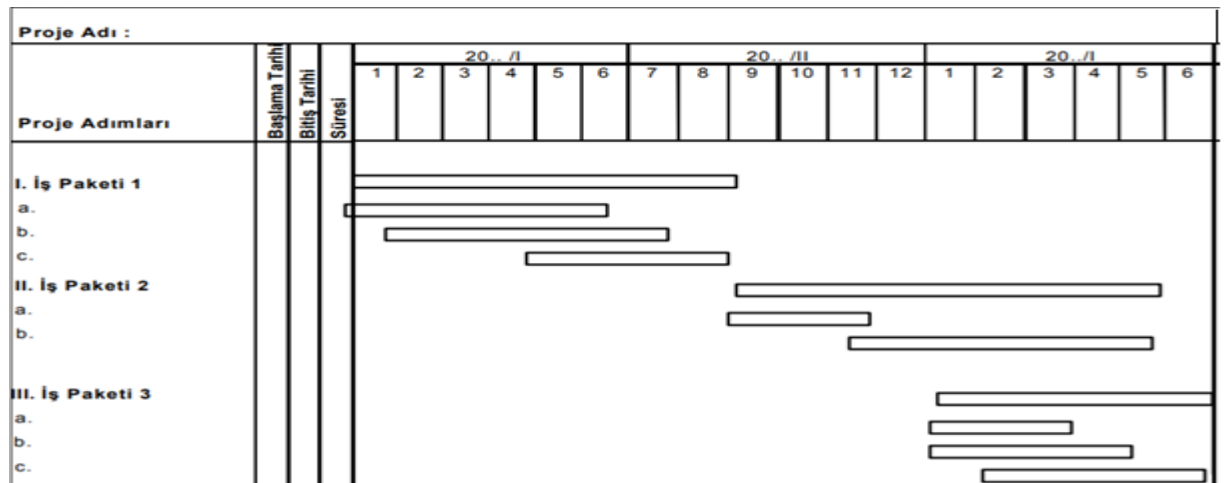 Proje Adı :
Proje Adımları
Başlama Tarihi
Bitiş Tarihi
Süresi
20.. /I 20.. /II 20../I
1 2 3 4 5 6 7 8 9 10 11 12 1 2 3 4 5 6
I. İş Paketi 1
a.
b.
c.
II. İş Paketi 2
a.
b.
III. İş Paketi 3
a.
b.
c.